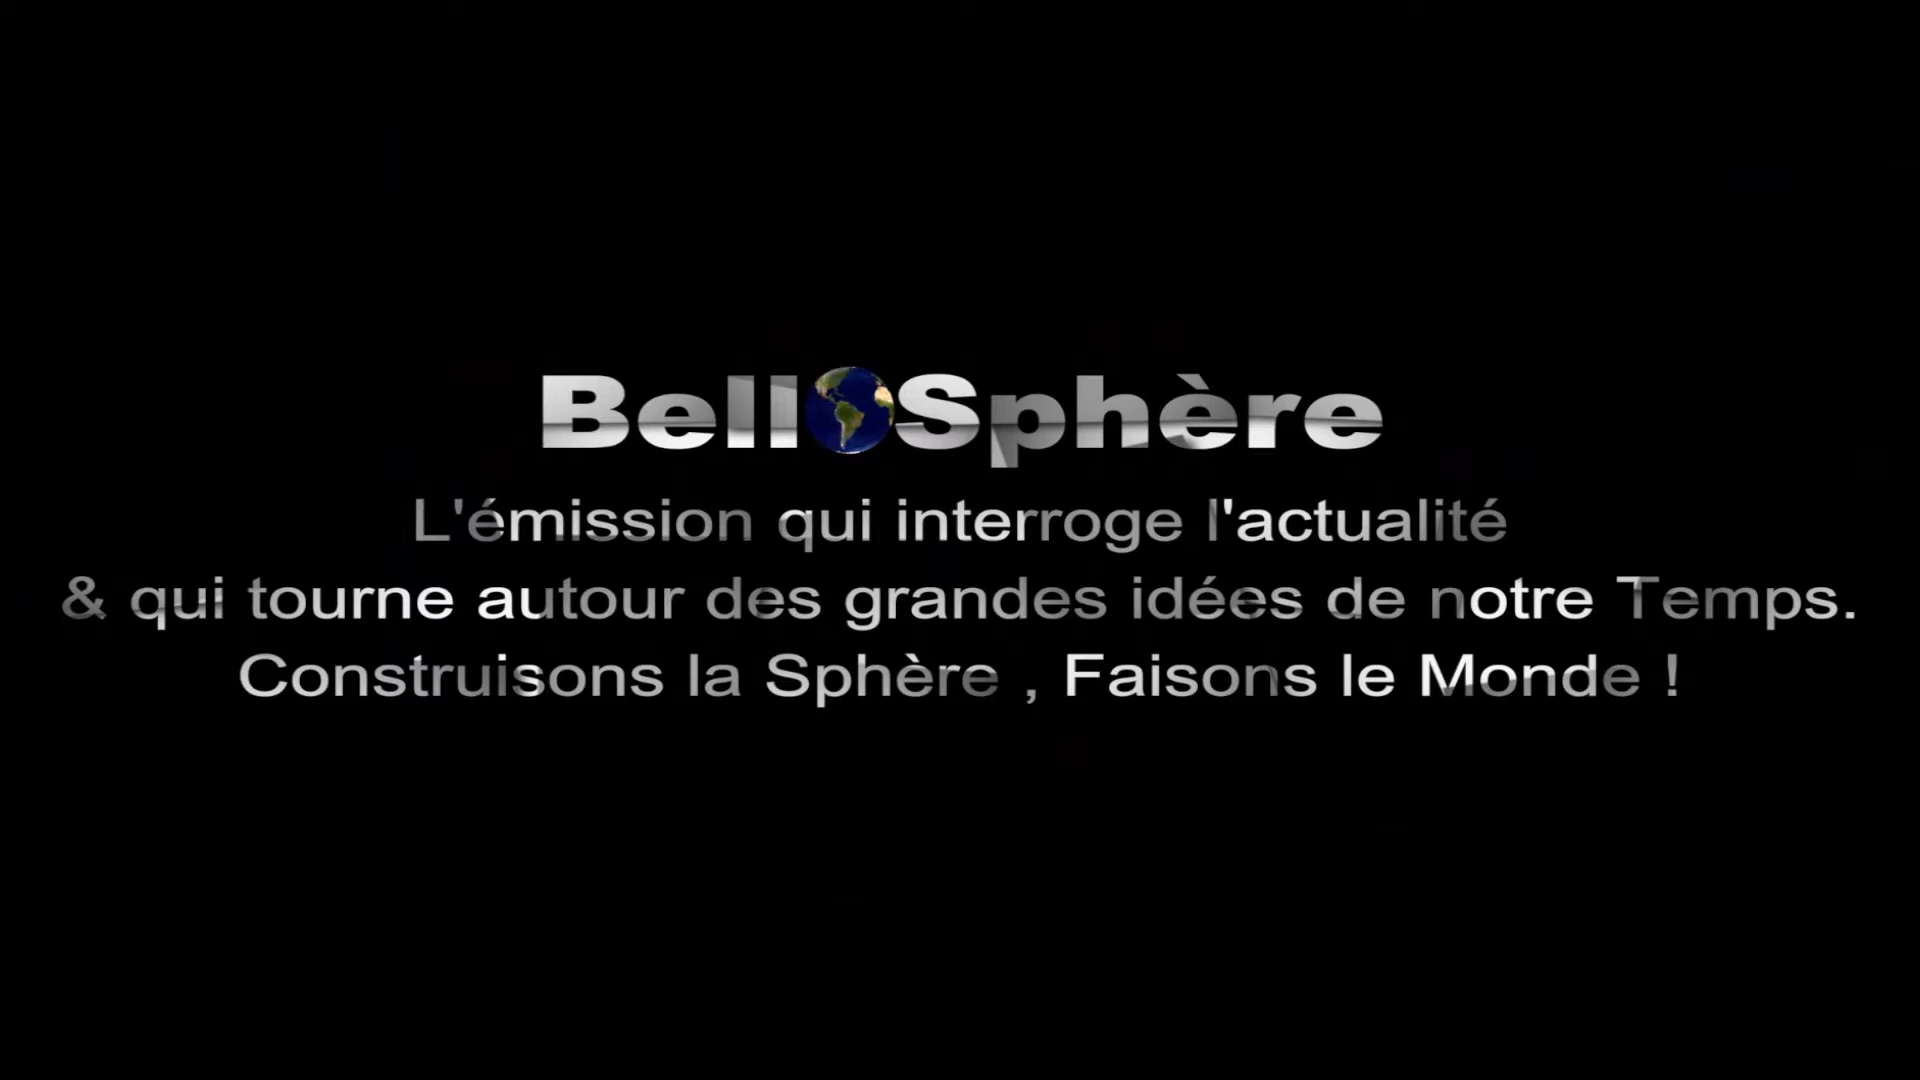 BellOSphère
L'émission qui interroge l'actualité
& qui tourne autour des grandes idées de notre Temps.
Construisons la Sphère , Faisons le Monde !